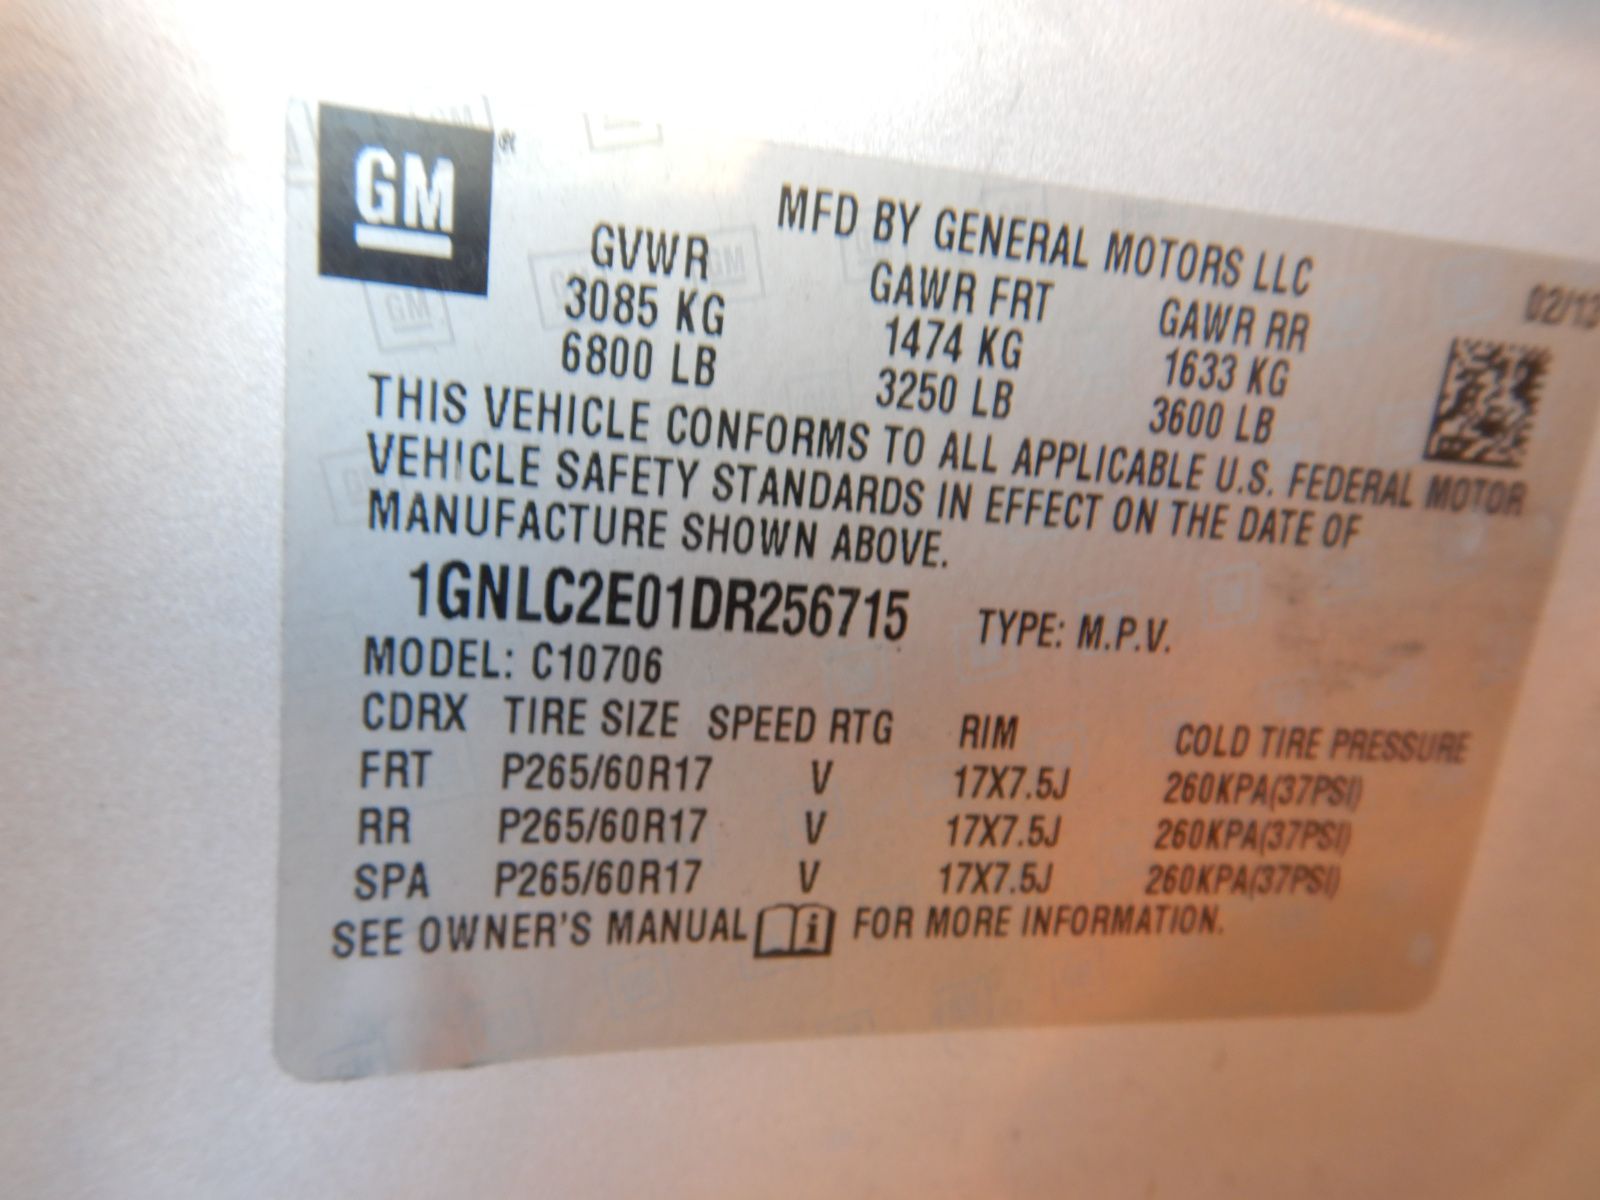 GM
MFD BY GENERAL MOTORS LLC
02/13
GVWR GAWR FRT GAWR RR
3085 KG 1474 KG 1633 KG
6800 LB 3250 LB 3600 LB
THIS VEHICLE CONFORMS TO ALL APPLICABLE U.S. FEDERAL MOTOR
VEHICLE SAFETY STANDARDS IN EFFECT ON THE DATE OF
MANUFACTURE SHOWN ABOVE.
1GNLC2E01DR256715 TYPE: M.P.V.
MODEL: C10706
CDRX TIRE SIZE SPEED RTG RIM COLD TIRE PRESSURE
FRT P265/60R17 V 17X7.5J 260KPA(37PSI)
RR P265/60R17 V 17X7.5J 260KPA(37PSI)
SPA P265/60R17 V 17X7.5J 260KPA(37PSI)
SEE OWNER'S MANUAL i FOR MORE INFORMATION.